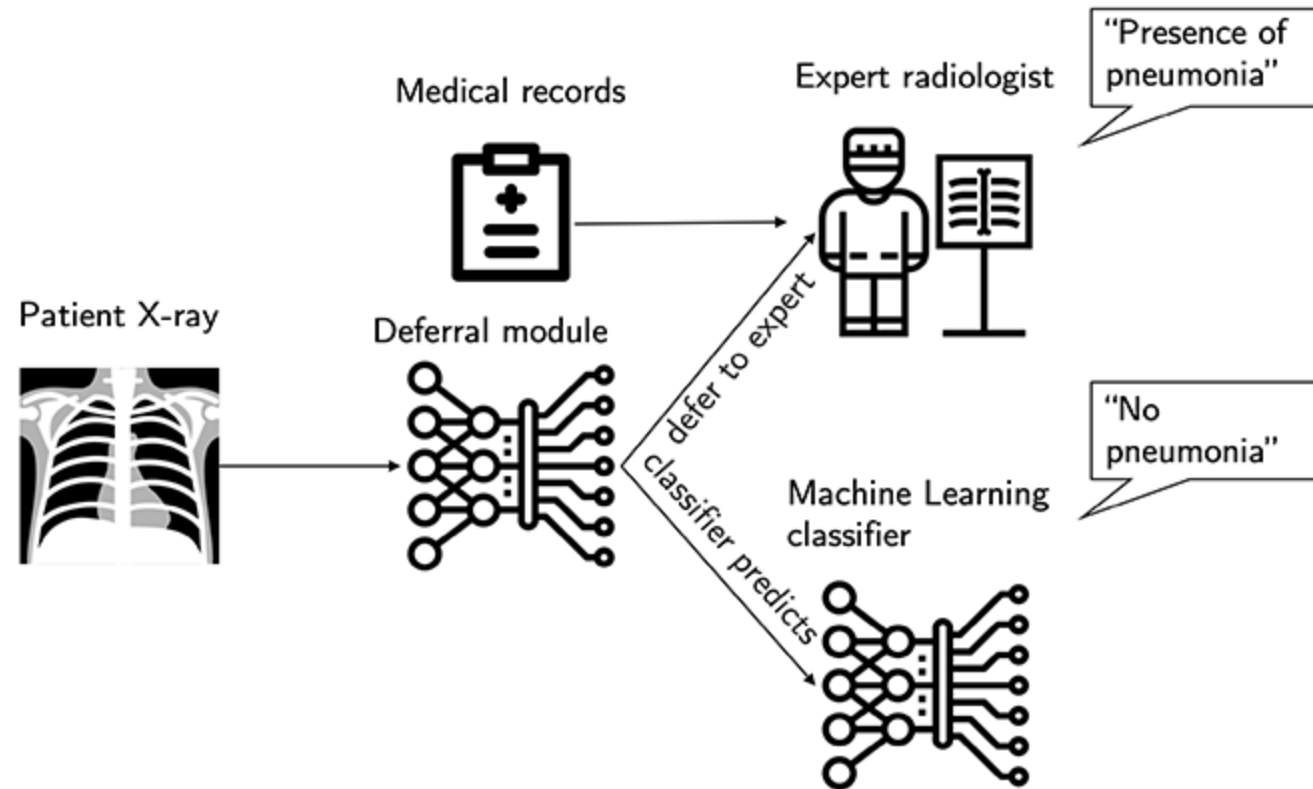 Medical records
Expert radiologist
“Presence of
pneumonia”
Patient X-ray
Deferral module
defer to expert
classifier predicts
Machine Learning
classifier
“No
pneumonia”